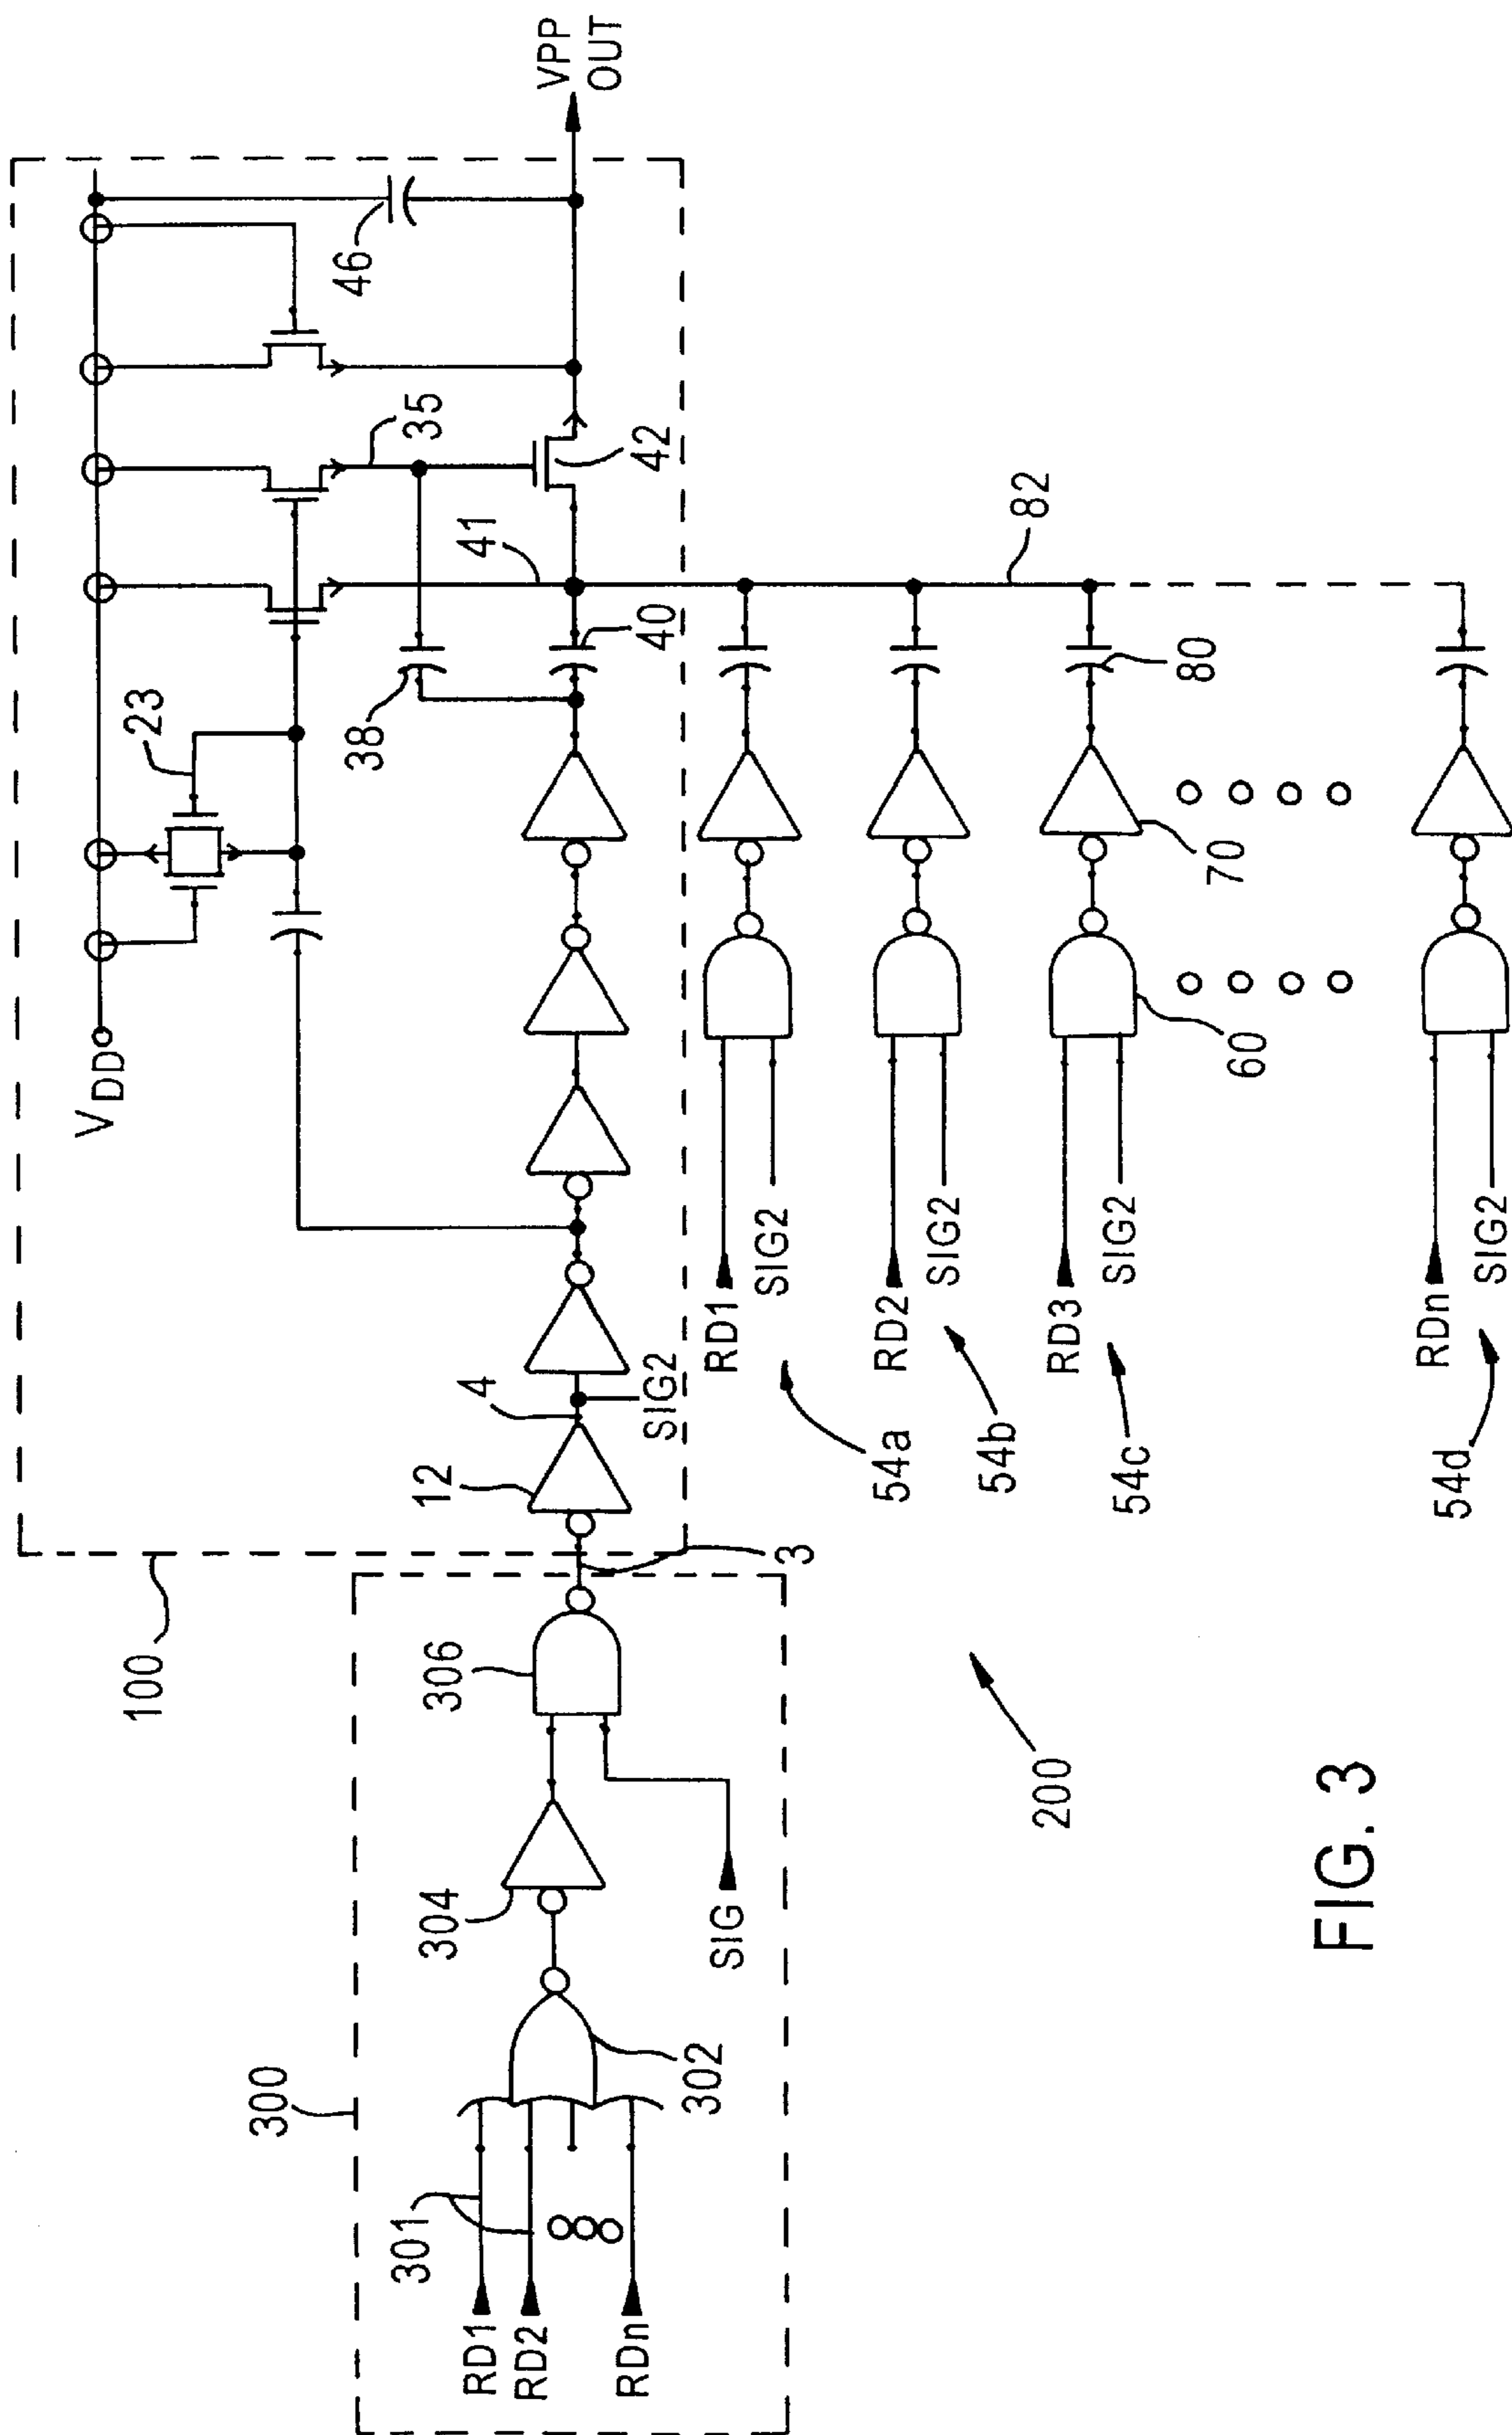 300
301
RD1
RD2
RDn
302
304
306
SIG
3
100
12
4
SIG2
VDD
23
38
40
41
35
42
46
VPP
OUT
RD1
SIG2
54a
RD2
SIG2
54b
RD3
SIG2
54c
60
70
80
82
RDn
SIG2
54d
200
FIG. 3